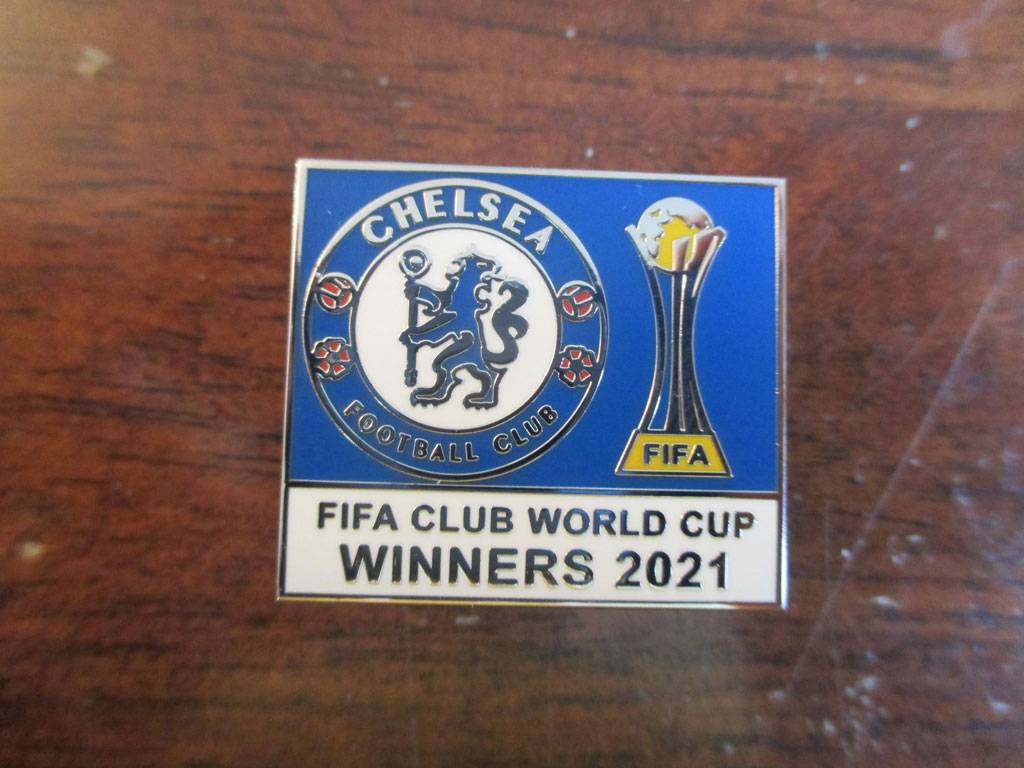 CHELSEA
FOOTBALL CLUB
FIFA
FIFA CLUB WORLD CUP
WINNERS 2021